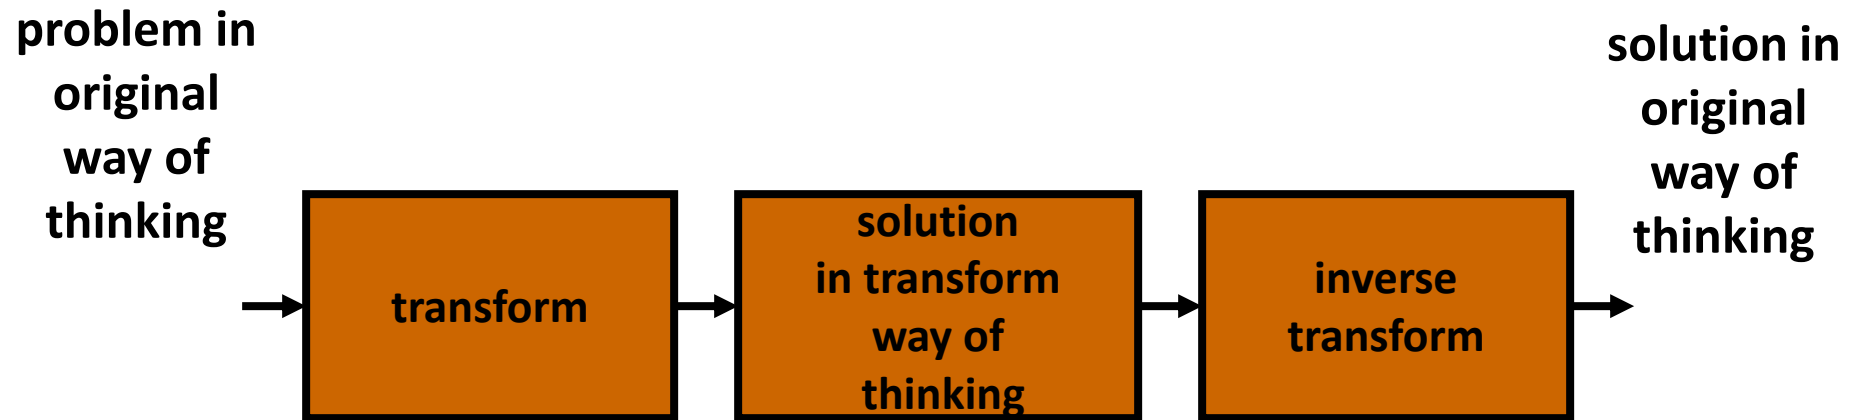 problem in
original
way of
thinking
transform
solution
in transform
way of
thinking
inverse
transform
solution in
original
way of
thinking